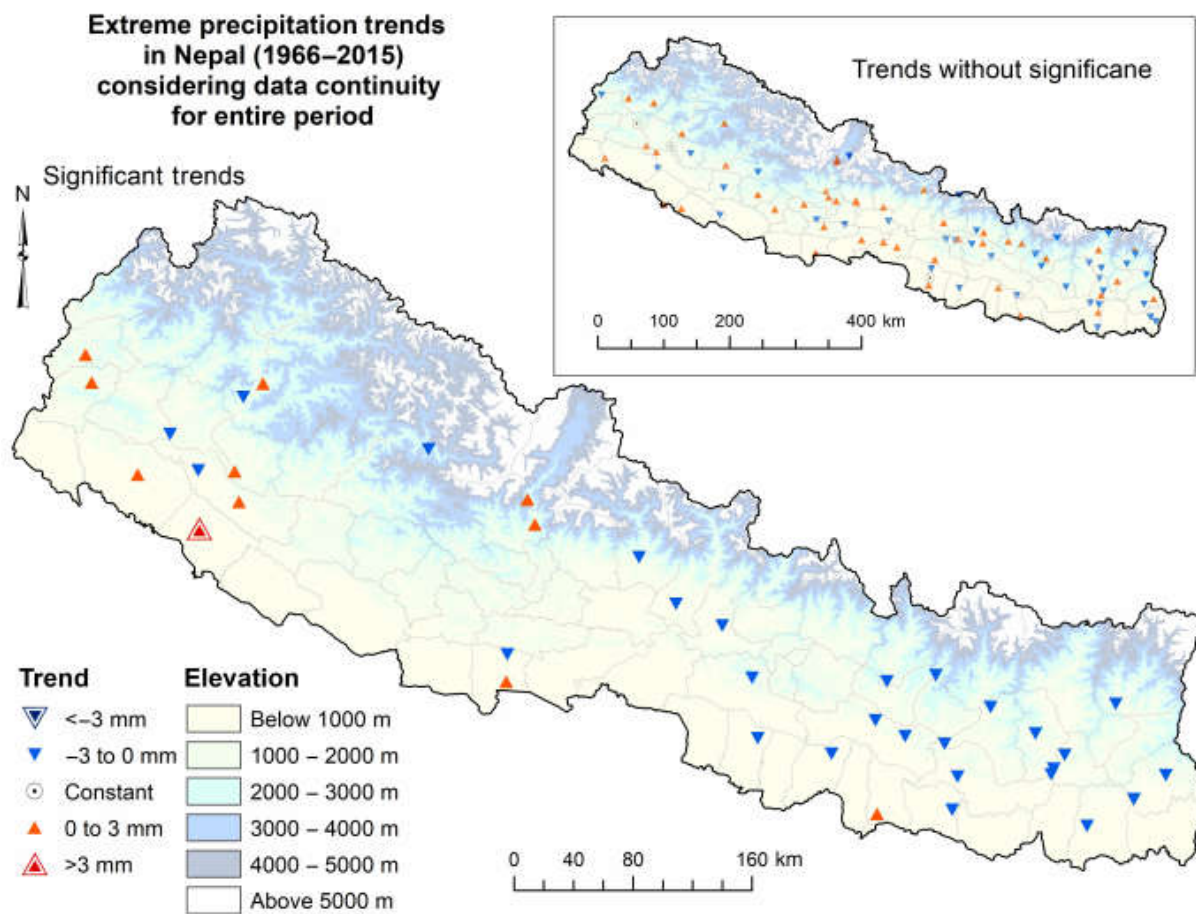 Extreme precipitation trends
in Nepal (1966–2015)
considering data continuity
for entire period
Trends without significane
0 100 200 400 km
Significant trends
N
Trend
<−3 mm
−3 to 0 mm
Constant
0 to 3 mm
>3 mm
Elevation
Below 1000 m
1000 – 2000 m
2000 – 3000 m
3000 – 4000 m
4000 – 5000 m
Above 5000 m
0 40 80 160 km